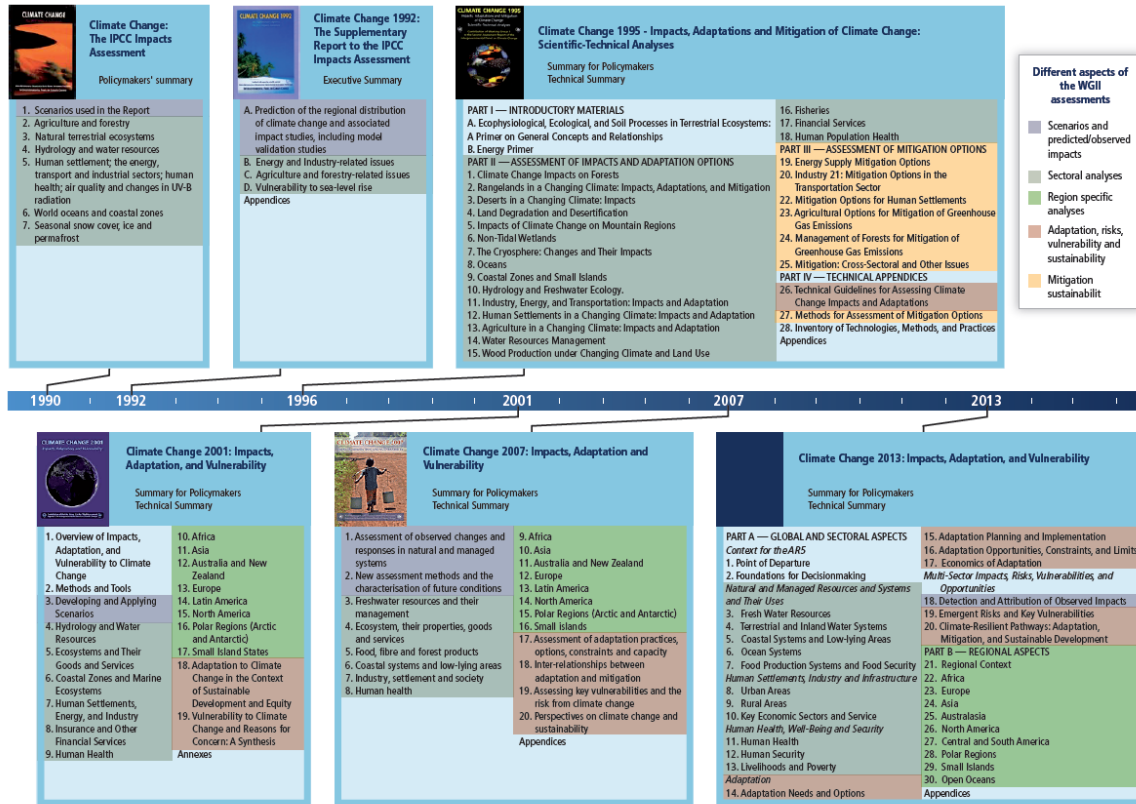 Climate Change:
The IPCC Impacts
Assessment
Policymakers' summary
1. Scenarios used in the Report
2. Agriculture and forestry
3. Natural terrestrial ecosystems
4. Hydrology and water resources
5. Human settlement; the energy,
transport and industrial sectors; human
health; air quality and changes in UV-B
radiation
6. World oceans and coastal zones
7. Seasonal snow cover, ice and
permafrost
CLIMATE CHANGE 1992
Climate Change 1992:
The Supplementary
Report to the IPCC
Impacts Assessment
Executive Summary
A. Prediction of the regional distribution
of climate change and associated
impact studies, including model
validation studies
B. Energy and Industry-related issues
C. Agriculture and forestry-related issues
D. Vulnerability to sea-level rise
Appendices
CLIMATE CHANGE 1995
Climate Change 1995 - Impacts, Adaptations and Mitigation of Climate Change:
Scientific-Technical Analyses
Summary for Policymakers
Technical Summary
PART I — INTRODUCTORY MATERIALS
A. Ecophysiological, Ecological, and Soil Processes in Terrestrial Ecosystems:
A Primer on General Concepts and Relationships
B. Energy Primer
PART II — ASSESSMENT OF IMPACTS AND ADAPTATION OPTIONS
1. Climate Change Impacts on Forests
2. Rangelands in a Changing Climate: Impacts, Adaptations, and Mitigation
3. Deserts in a Changing Climate: Impacts
4. Land Degradation and Desertification
5. Impacts of Climate Change on Mountain Regions
6. Non-Tidal Wetlands
7. The Cryosphere: Changes and Their Impacts
8. Oceans
9. Coastal Zones and Small Islands
10. Hydrology and Freshwater Ecology.
11. Industry, Energy, and Transportation: Impacts and Adaptation
12. Human Settlements in a Changing Climate: Impacts and Adaptation
13. Agriculture in a Changing Climate: Impacts and Adaptation
14. Water Resources Management
15. Wood Production under Changing Climate and Land Use
16. Fisheries
17. Financial Services
18. Human Population Health
PART III — ASSESSMENT OF MITIGATION OPTIONS
19. Energy Supply Mitigation Options
20. Industry 21: Mitigation Options in the
Transportation Sector
22. Mitigation Options for Human Settlements
23. Agricultural Options for Mitigation of Greenhouse
Gas Emissions
24. Management of Forests for Mitigation of
Greenhouse Gas Emissions
25. Mitigation: Cross-Sectoral and Other Issues
PART IV — TECHNICAL APPENDICES
26. Technical Guidelines for Assessing Climate
Change Impacts and Adaptations
27. Methods for Assessment of Mitigation Options
28. Inventory of Technologies, Methods, and Practices
Appendices
Different aspects of
the WGII
assessments
Scenarios and
predicted/observed
impacts
Sectoral analyses
Region specific
analyses
Adaptation, risks,
vulnerability and
sustainability
Mitigation
sustainabilit
1990
1992
1996
2001
2007
2013
CLIMATE CHANGE 2001
Climate Change 2001: Impacts,
Adaptation, and Vulnerability
Summary for Policymakers
Technical Summary
1. Overview of Impacts,
Adaptation, and
Vulnerability to Climate
Change
2. Methods and Tools
3. Developing and Applying
Scenarios
4. Hydrology and Water
Resources
5. Ecosystems and Their
Goods and Services
6. Coastal Zones and Marine
Ecosystems
7. Human Settlements,
Energy, and Industry
8. Insurance and Other
Financial Services
9. Human Health
10. Africa
11. Asia
12. Australia and New
Zealand
13. Europe
14. Latin America
15. North America
16. Polar Regions (Arctic
and Antarctic)
17. Small Island States
18. Adaptation to Climate
Change in the Context
of Sustainable
Development and Equity
19. Vulnerability to Climate
Change and Reasons for
Concern: A Synthesis
Annexes
CLIMATE CHANGE 2007
Climate Change 2007: Impacts, Adaptation and
Vulnerability
Summary for Policymakers
Technical Summary
1. Assessment of observed changes and
responses in natural and managed
systems
2. New assessment methods and the
characterisation of future conditions
3. Freshwater resources and their
management
4. Ecosystem, their properties, goods
and services
5. Food, fibre and forest products
6. Coastal systems and low-lying areas
7. Industry, settlement and society
8. Human health
9. Africa
10. Asia
11. Australia and New Zealand
12. Europe
13. Latin America
14. North America
15. Polar Regions (Arctic and Antarctic)
16. Small islands
17. Assessment of adaptation practices,
options, constraints and capacity
18. Inter-relationships between
adaptation and mitigation
19. Assessing key vulnerabilities and the
risk from climate change
20. Perspectives on climate change and
sustainability
Appendices
Climate Change 2013: Impacts, Adaptation, and Vulnerability
Summary for Policymakers
Technical Summary
PART A — GLOBAL AND SECTORAL ASPECTS
Context for the AR5
1. Point of Departure
2. Foundations for Decisionmaking
Natural and Managed Resources and Systems
and Their Uses
3. Fresh Water Resources
4. Terrestrial and Inland Water Systems
5. Coastal Systems and Low-lying Areas
6. Ocean Systems
7. Food Production Systems and Food Security
Human Settlements, Industry and Infrastructure
8. Urban Areas
9. Rural Areas
10. Key Economic Sectors and Service
Human Health, Well-Being and Security
11. Human Health
12. Human Security
13. Livelihoods and Poverty
Adaptation
14. Adaptation Needs and Options
15. Adaptation Planning and Implementation
16. Adaptation Opportunities, Constraints, and Limits
17. Economics of Adaptation
Multi-Sector Impacts, Risks, Vulnerabilities, and
Opportunities
18. Detection and Attribution of Observed Impacts
19. Emergent Risks and Key Vulnerabilities
20. Climate-Resilient Pathways: Adaptation,
Mitigation, and Sustainable Development
PART B — REGIONAL ASPECTS
21. Regional Context
22. Africa
23. Europe
24. Asia
25. Australasia
26. North America
27. Central and South America
28. Polar Regions
29. Small Islands
30. Open Oceans
Appendices